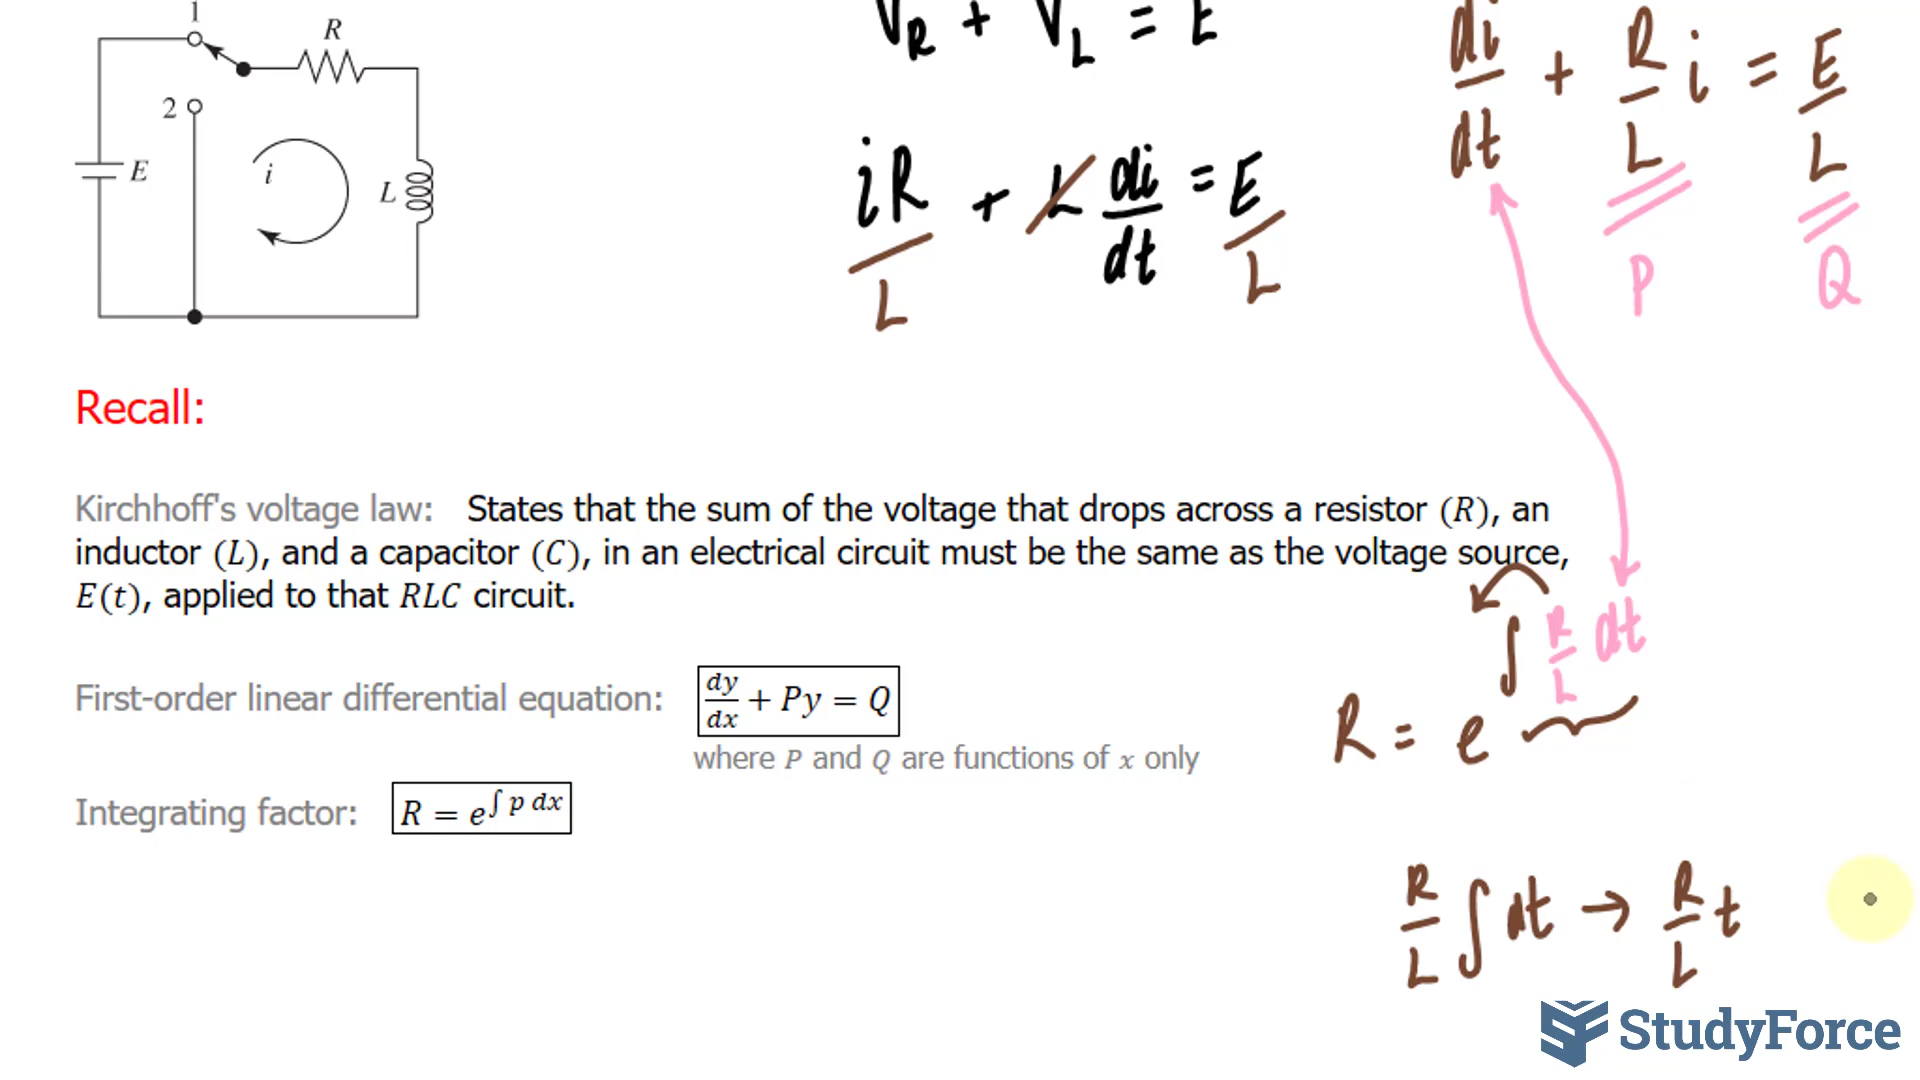 1
R
2
E
i
L
V_R + V_L = E
iR/L + L di/dt = E/L
di/dt + R/L i = E/L
P
Q
Recall:
Kirchhoff's voltage law: States that the sum of the voltage that drops across a resistor (R), an
inductor (L), and a capacitor (C), in an electrical circuit must be the same as the voltage source,
E(t), applied to that RLC circuit.
First-order linear differential equation: dy/dx + Py = Q
where P and Q are functions of x only
Integrating factor: R = e^∫ p dx
R = e^∫ R/L dt
R/L ∫ dt → R/L t
StudyForce